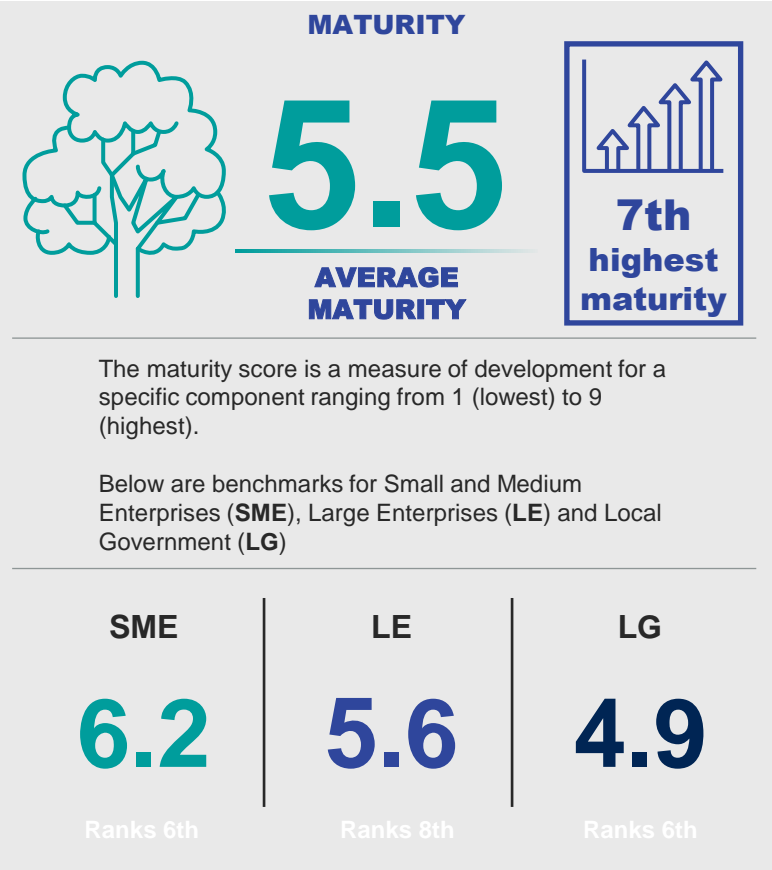 MATURITY
5.5
AVERAGE
MATURITY
7th
highest
maturity
The maturity score is a measure of development for a
specific component ranging from 1 (lowest) to 9
(highest).
Below are benchmarks for Small and Medium
Enterprises (SME), Large Enterprises (LE) and Local
Government (LG)
SME
LE
LG
6.2
5.6
4.9
Ranks 6th
Ranks 8th
Ranks 6th